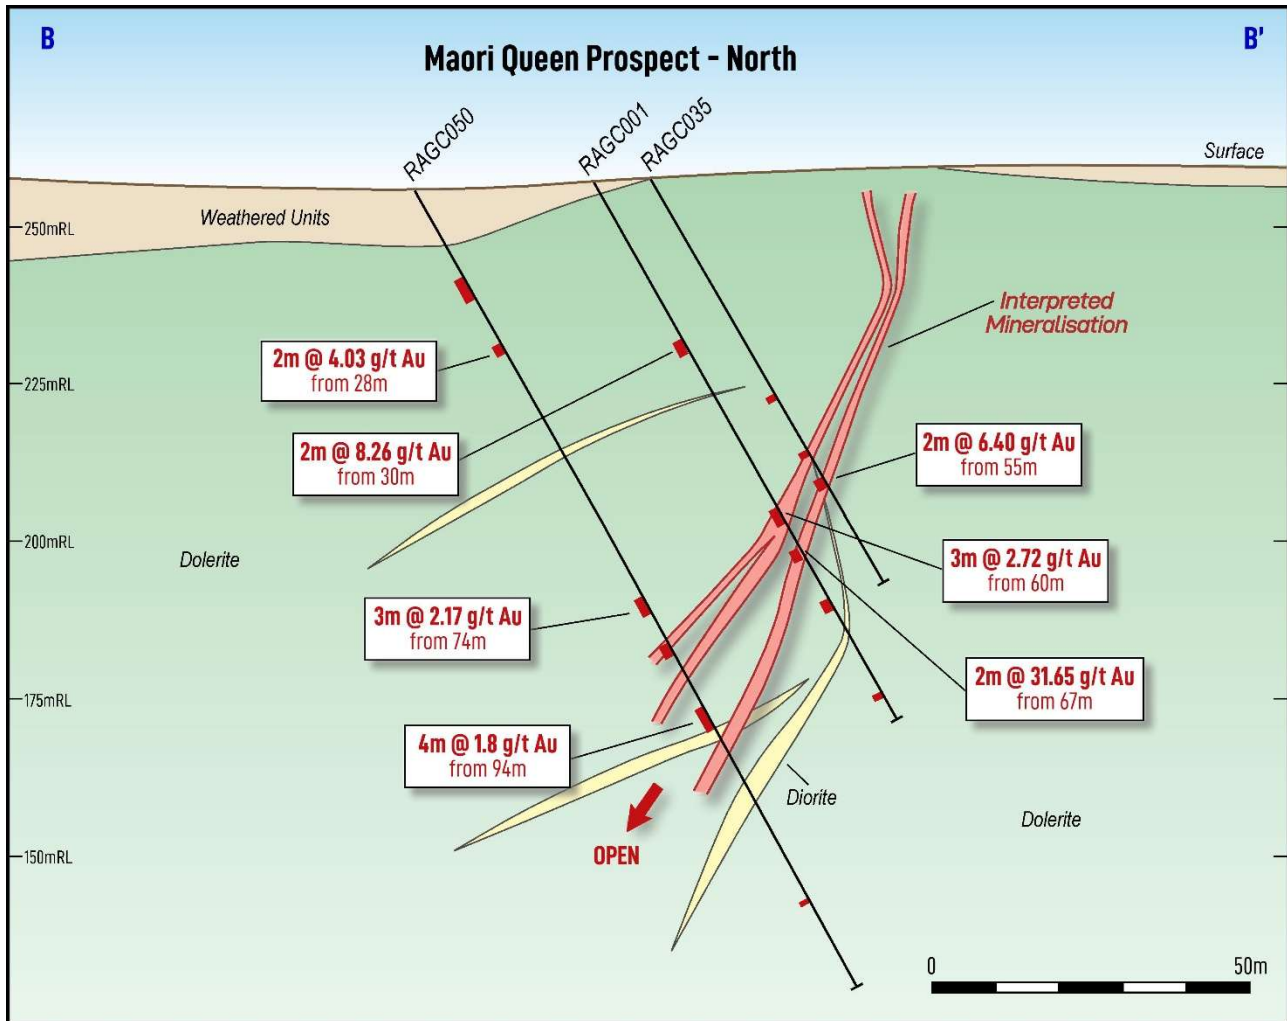 B
B'
Maori Queen Prospect - North
RAGC050
RAGC001
RAGC035
Surface
Weathered Units
250mRL
Interpreted
Mineralisation
2m @ 4.03 g/t Au
from 28m
225mRL
2m @ 8.26 g/t Au
from 30m
2m @ 6.40 g/t Au
from 55m
200mRL
Dolerite
3m @ 2.72 g/t Au
from 60m
3m @ 2.17 g/t Au
from 74m
2m @ 31.65 g/t Au
from 67m
175mRL
4m @ 1.8 g/t Au
from 94m
Diorite
Dolerite
OPEN
150mRL
0
50m